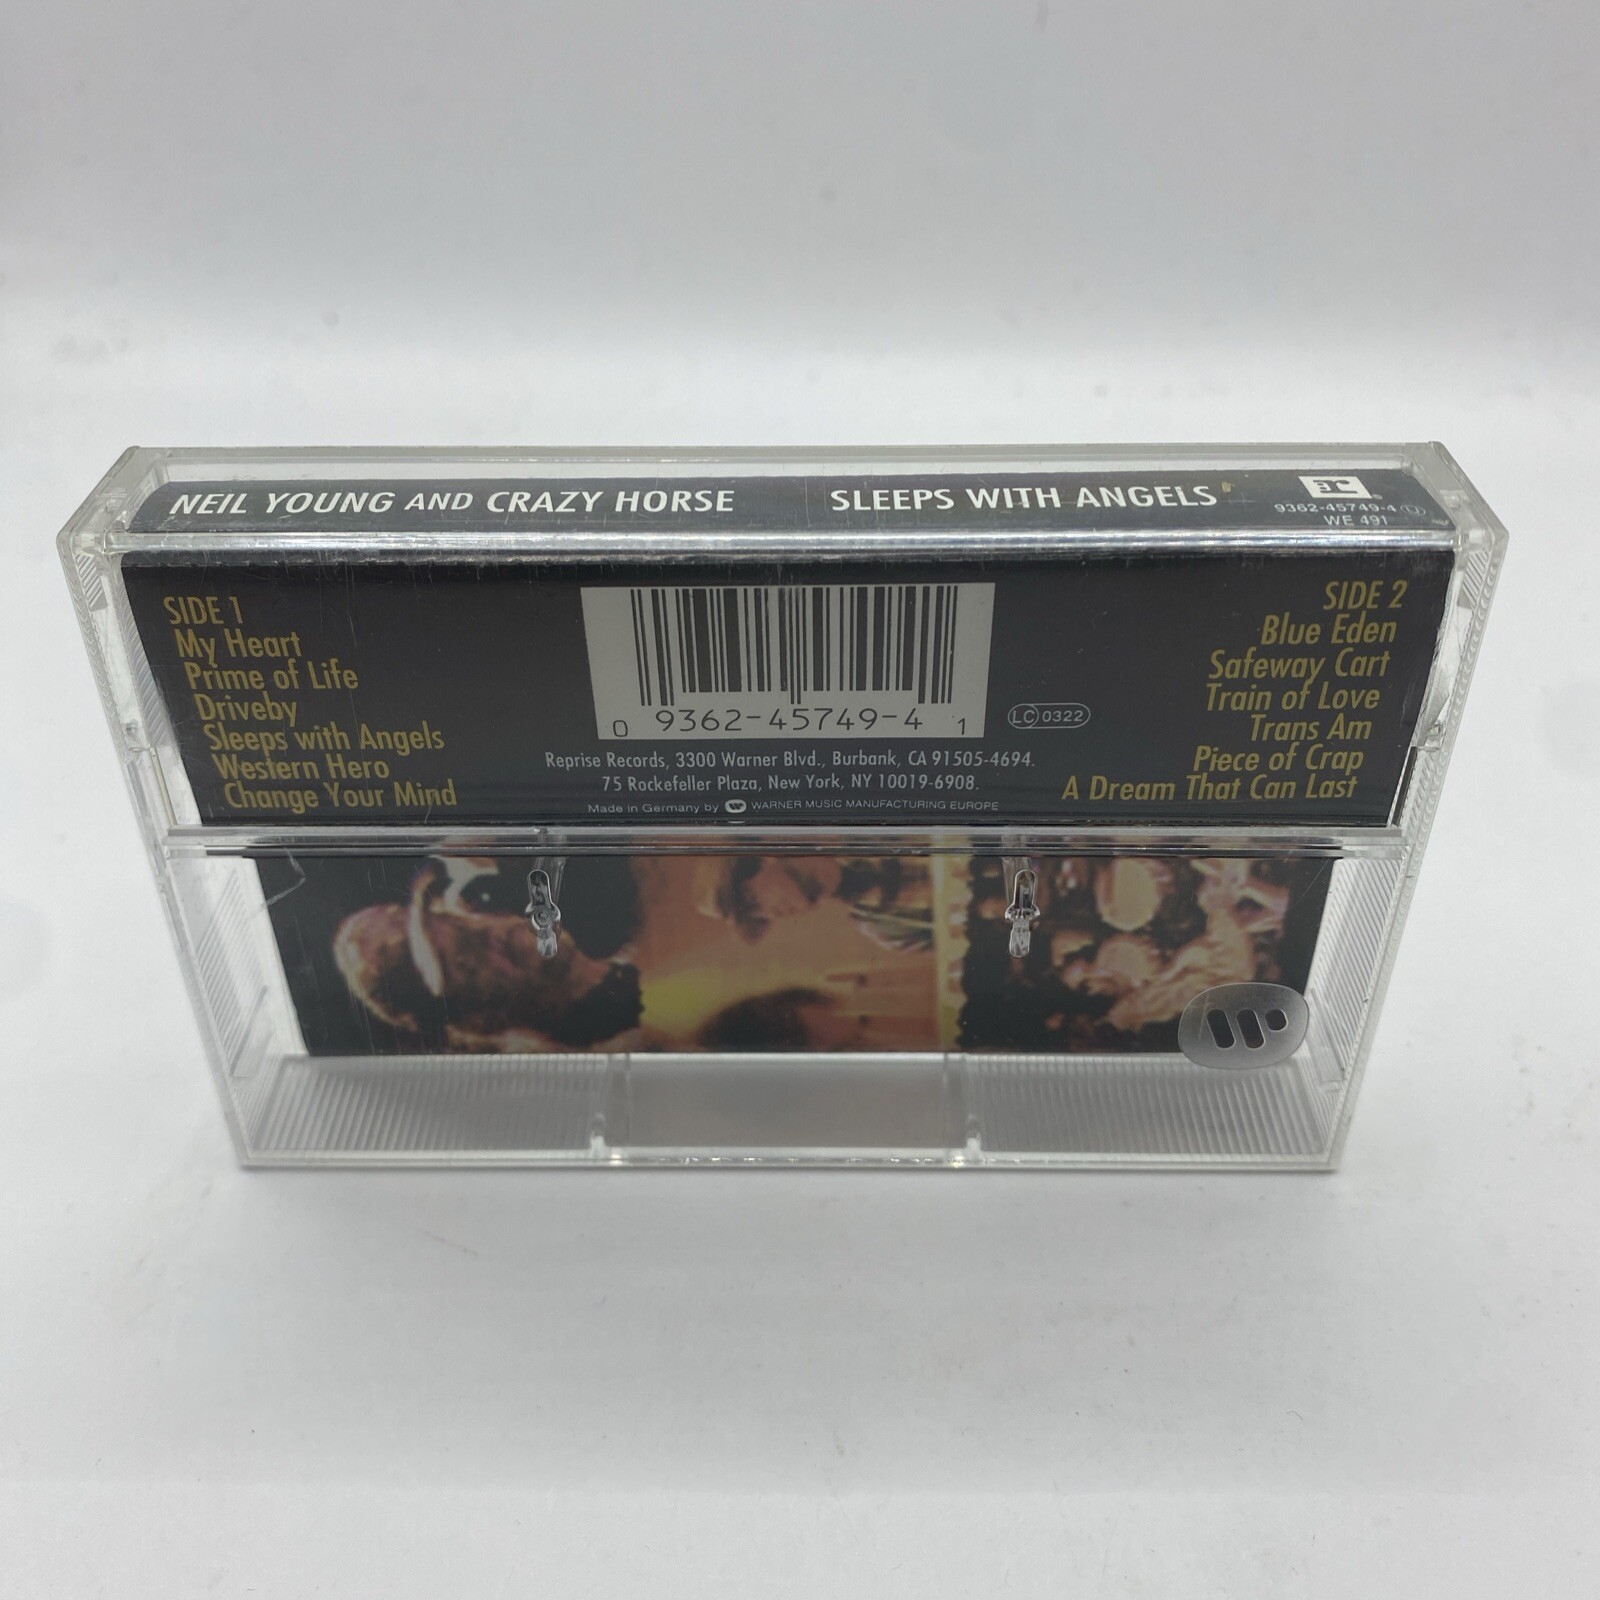 NEIL YOUNG AND CRAZY HORSE SLEEPS WITH ANGELS
9362-45749-4
WE 491
SIDE 1
My Heart
Prime of Life
Driveby
Sleeps with Angels
Western Hero
Change Your Mind
0 9362-45749-4 1
LC 0322
Reprise Records, 3300 Warner Blvd., Burbank, CA 91505-4694.
75 Rockefeller Plaza, New York, NY 10019-6908.
Made in Germany by WARNER MUSIC MANUFACTURING EUROPE
SIDE 2
Blue Eden
Safeway Cart
Train of Love
Trans Am
Piece of Crap
A Dream That Can Last